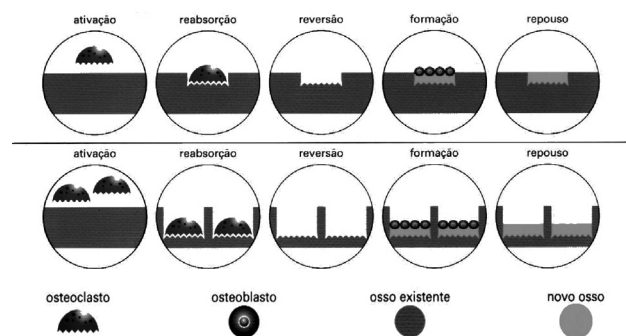 ativação reabsorção reversão formação repouso
ativação reabsorção reversão formação repouso
osteoclasto osteoblasto osso existente novo osso